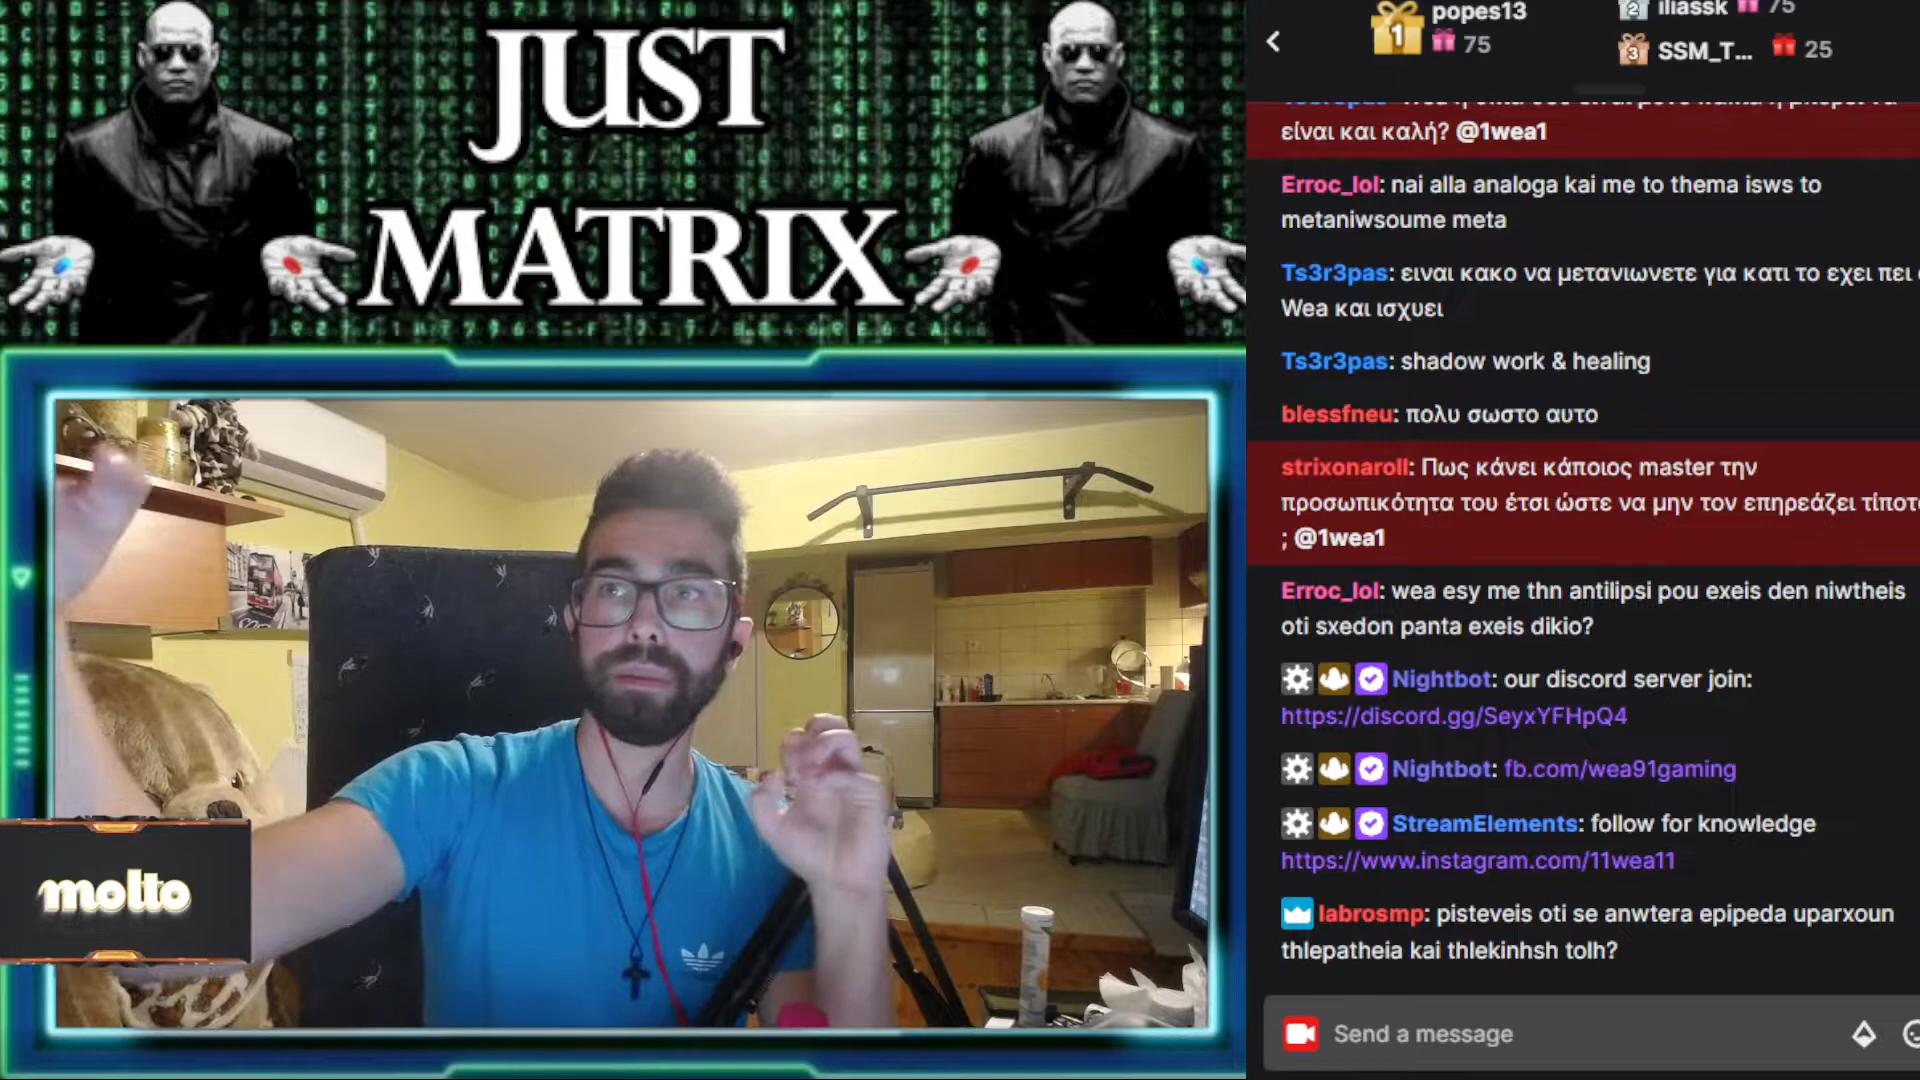 JUST
MATRIX
molto
1
popes13
75
2
iliassk
75
3
SSM_T...
25
είναι και καλή? @1wea1
Erroc_lol: nai alla analoga kai me to thema isws to
metaniwsoume meta
Ts3r3pas: ειναι κακο να μετανιωνετε για κατι το εχει πει
Wea και ισχυει
Ts3r3pas: shadow work & healing
blessfneu: πολυ σωστο αυτο
strixonaroll: Πως κάνει κάποιος master την
προσωπικότητα του έτσι ώστε να μην τον επηρεάζει τίποτα
; @1wea1
Erroc_lol: wea esy me thn antilipsi pou exeis den niwtheis
oti sxedon panta exeis dikio?
Nightbot: our discord server join:
https://discord.gg/SeyxYFHpQ4
Nightbot: fb.com/wea91gaming
StreamElements: follow for knowledge
https://www.instagram.com/11wea11
labrosmp: pisteveis oti se anwtera epipeda uparxoun
thlepatheia kai thlekinhsh tolh?
Send a message